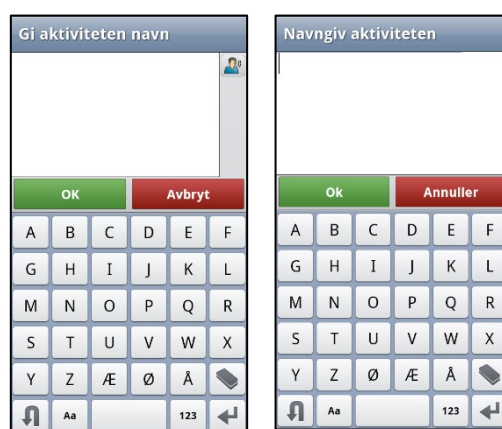 Gi aktiviteten navn
OK Avbryt
A B C D E F
G H I J K L
M N O P Q R
S T U V W X
Y Z Æ Ø Å
Aa 123
Navngiv aktiviteten
Ok Annuller
A B C D E F
G H I J K L
M N O P Q R
S T U V W X
Y Z Ø Æ Å
Aa 123